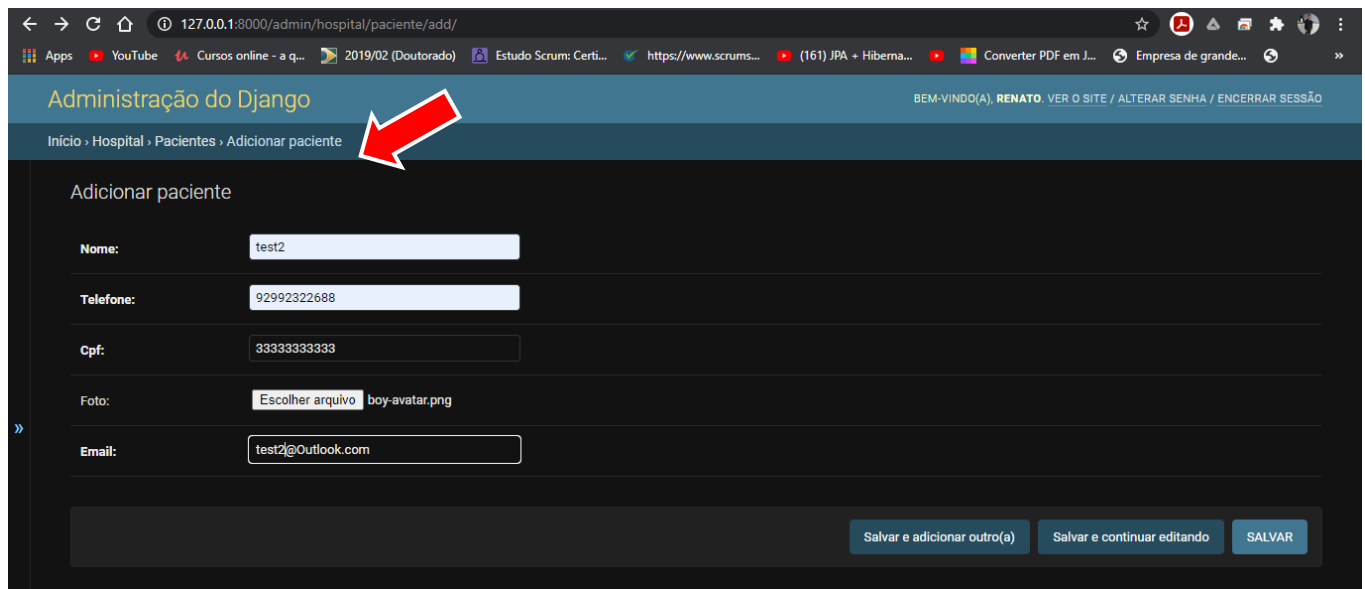 127.0.0.1:8000/admin/hospital/paciente/add/
Apps YouTube Cursos online - a q... 2019/02 (Doutorado) Estudo Scrum: Certi... https://www.scrums... (161) JPA + Hiberna... Converter PDF em J... Empresa de grande... »
Administração do Django BEM-VINDO(A), RENATO. VER O SITE / ALTERAR SENHA / ENCERRAR SESSÃO
Início › Hospital › Pacientes › Adicionar paciente
Adicionar paciente
Nome: test2
Telefone: 92992322688
Cpf: 33333333333
Foto: Escolher arquivo boy-avatar.png
»
Email: test2@Outlook.com
Salvar e adicionar outro(a) Salvar e continuar editando SALVAR